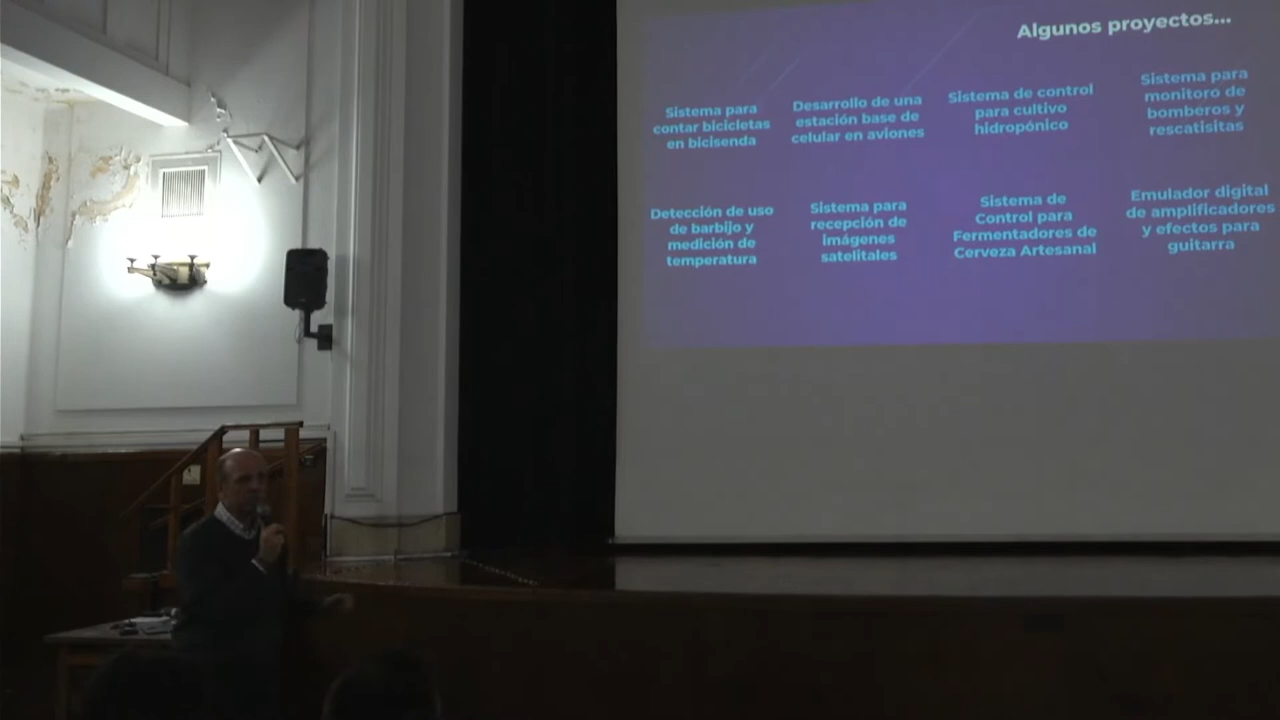 Algunos proyectos...
Sistema para
contar bicicletas
en bicisenda
Desarrollo de una
estación base de
celular en aviones
Sistema de control
para cultivo
hidropónico
Sistema para
monitoro de
bomberos y
rescatisitas
Detección de uso
de barbijo y
medición de
temperatura
Sistema para
recepción de
imágenes
satelitales
Sistema de
Control para
Fermentadores de
Cerveza Artesanal
Emulador digital
de amplificadores
y efectos para
guitarra